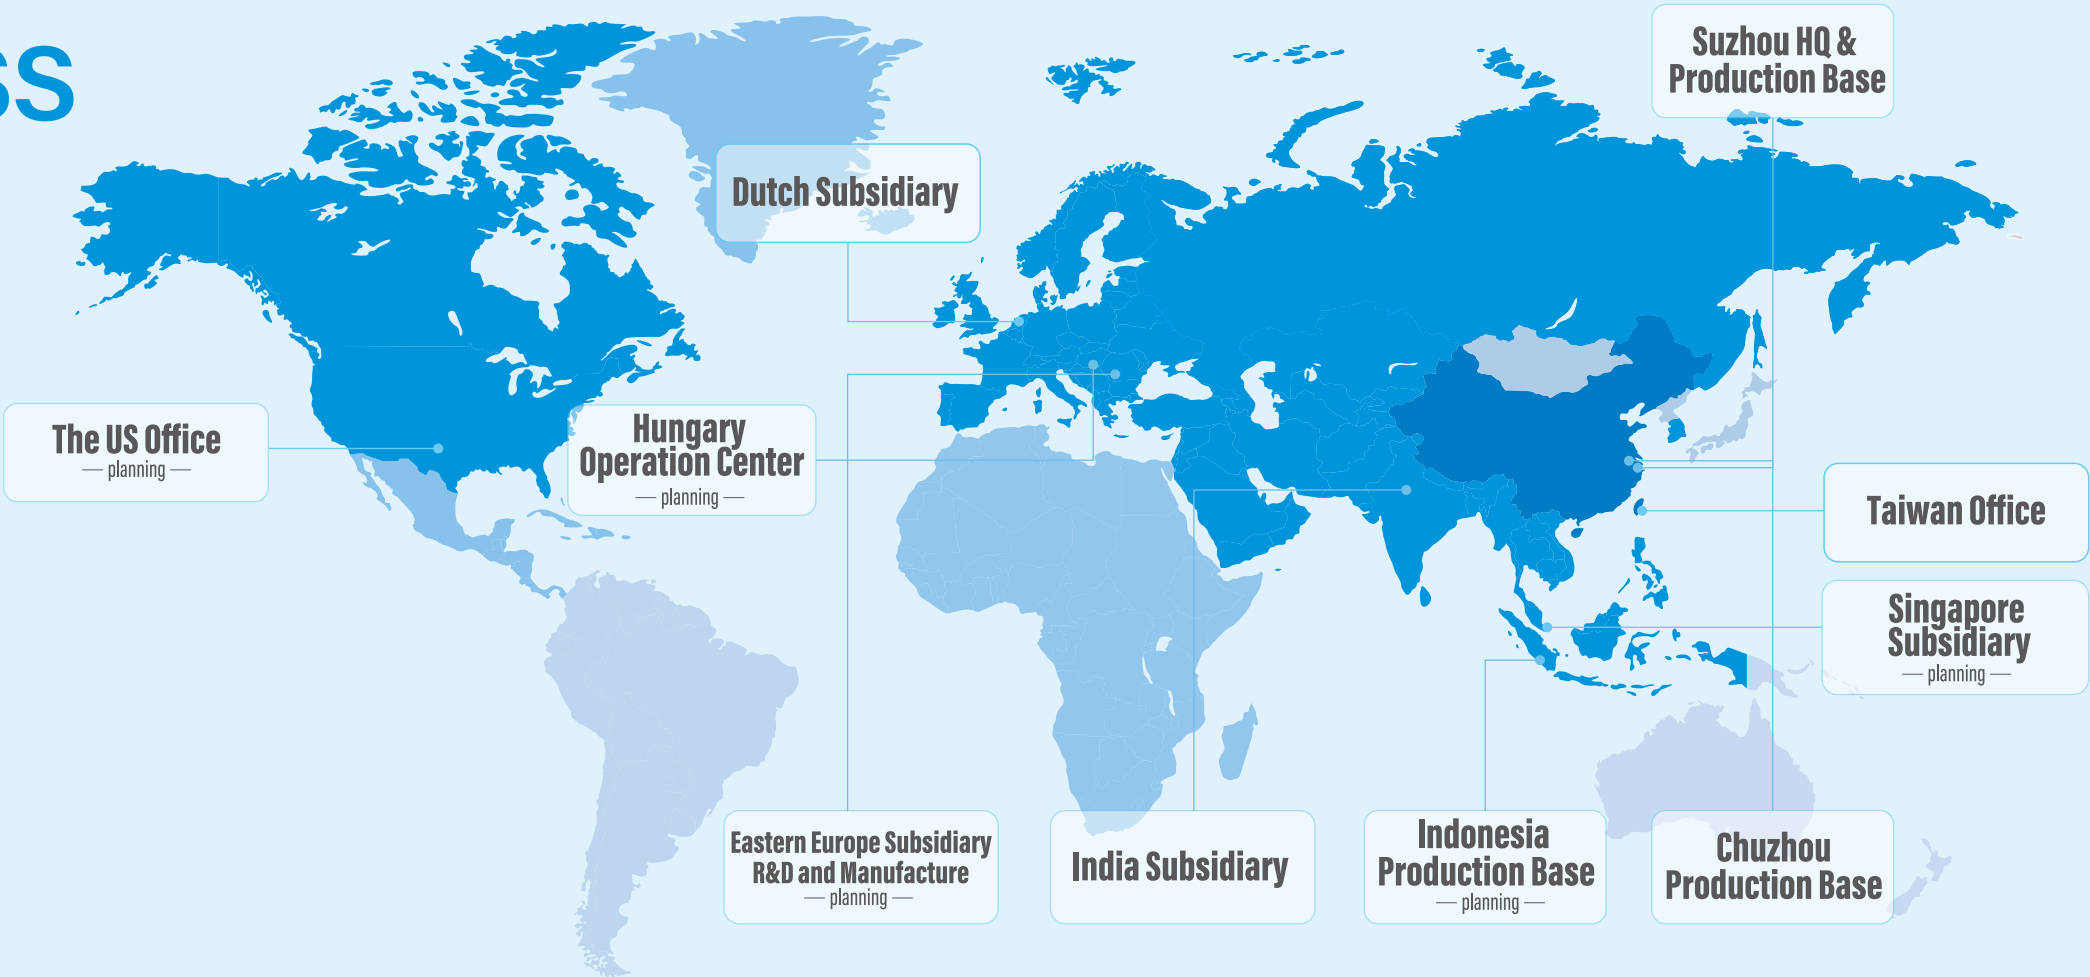 ss
Suzhou HQ &
Production Base
Dutch Subsidiary
The US Office
— planning —
Hungary
Operation Center
— planning —
Taiwan Office
Singapore
Subsidiary
— planning —
Eastern Europe Subsidiary
R&D and Manufacture
— planning —
India Subsidiary
Indonesia
Production Base
— planning —
Chuzhou
Production Base